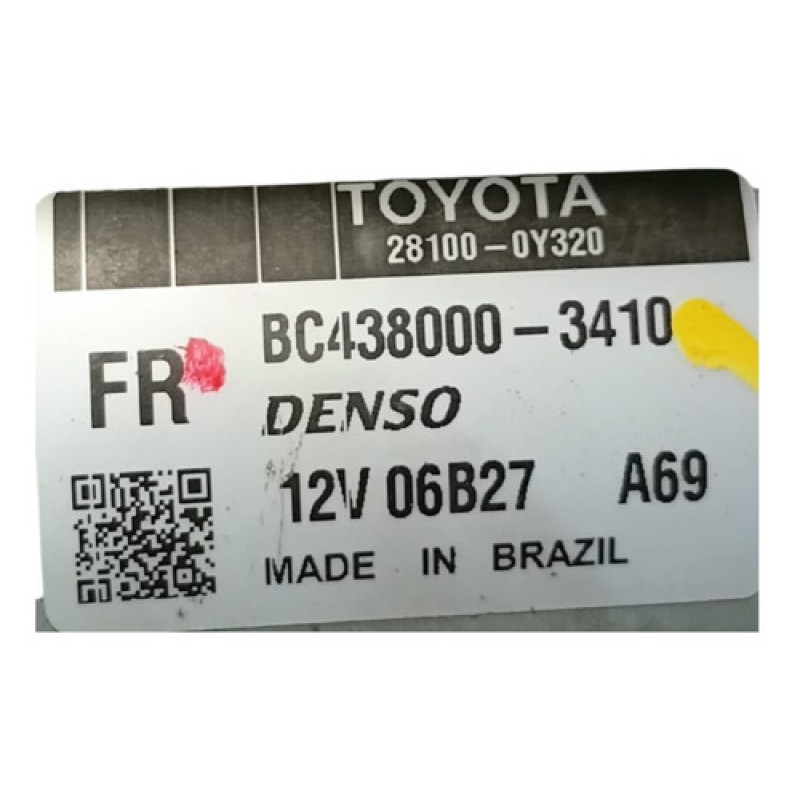 TOYOTA
28100-0Y320
BC438000-3410
FR
DENSO
12V 06B27 A69
MADE IN BRAZIL